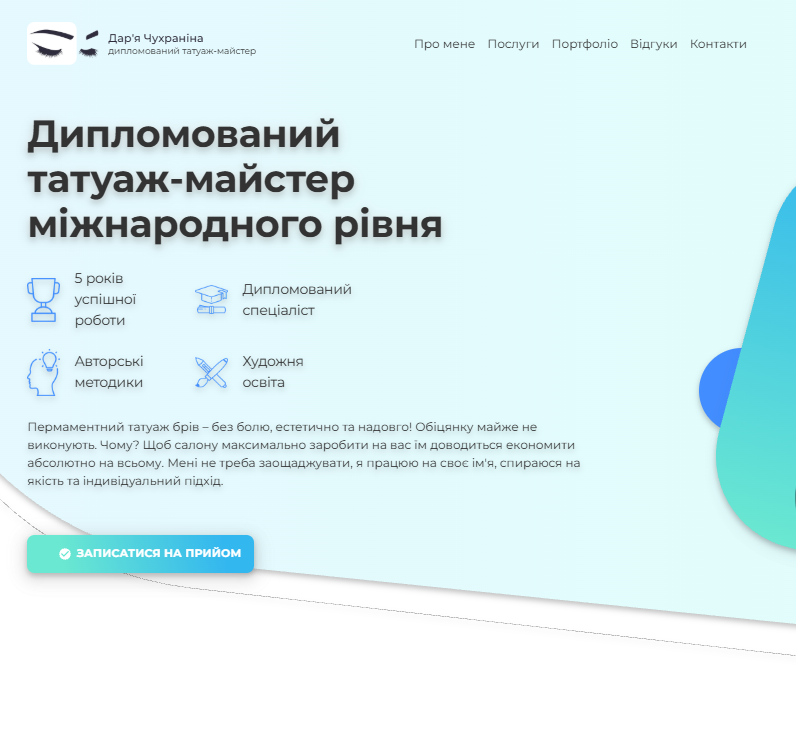 Дар'я Чухраніна
дипломований татуаж-майстер
Про мене Послуги Портфоліо Відгуки Контакти
Дипломований
татуаж-майстер
міжнародного рівня
5 років
успішної
роботи
Дипломований
спеціаліст
Авторські
методики
Художня
освіта
Пермаментний татуаж брів – без болю, естетично та надовго! Обіцянку майже не
виконують. Чому? Щоб салону максимально заробити на вас їм доводиться економити
абсолютно на всьому. Мені не треба заощаджувати, я працюю на своє ім'я, спираюся на
якість та індивідуальний підхід.
ЗАПИСАТИСЯ НА ПРИЙОМ